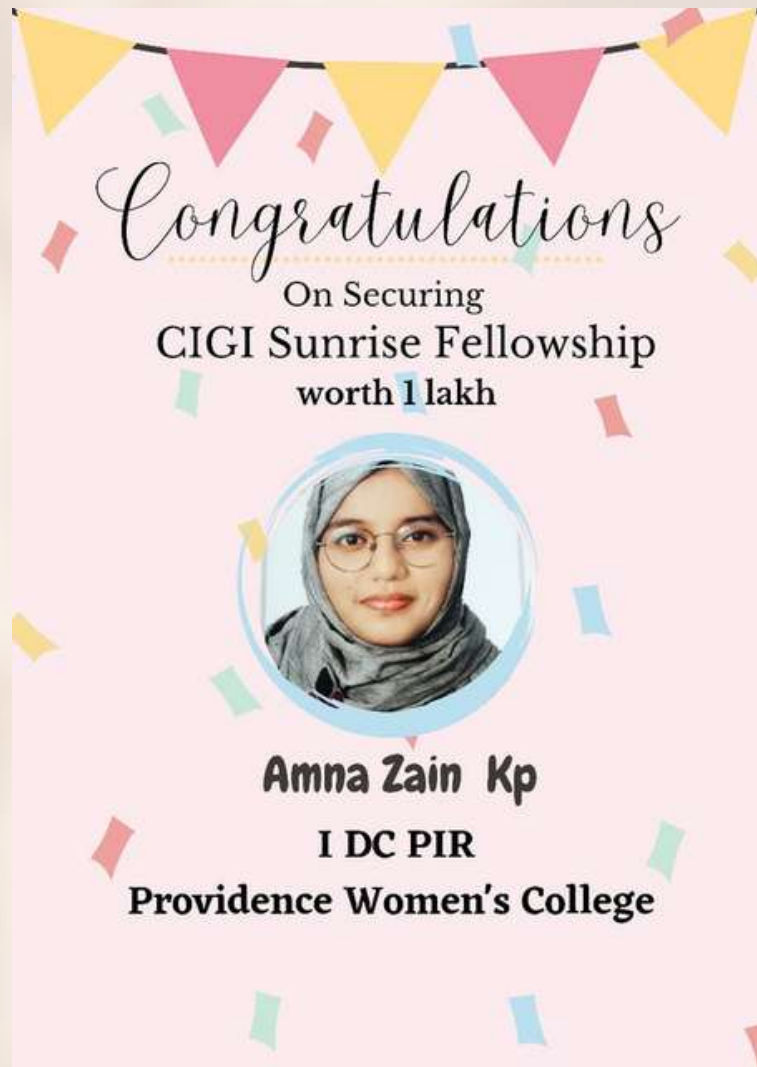 Congratulations
On Securing
CIGI Sunrise Fellowship
worth 1 lakh
Amna Zain Kp
I DC PIR
Providence Women's College